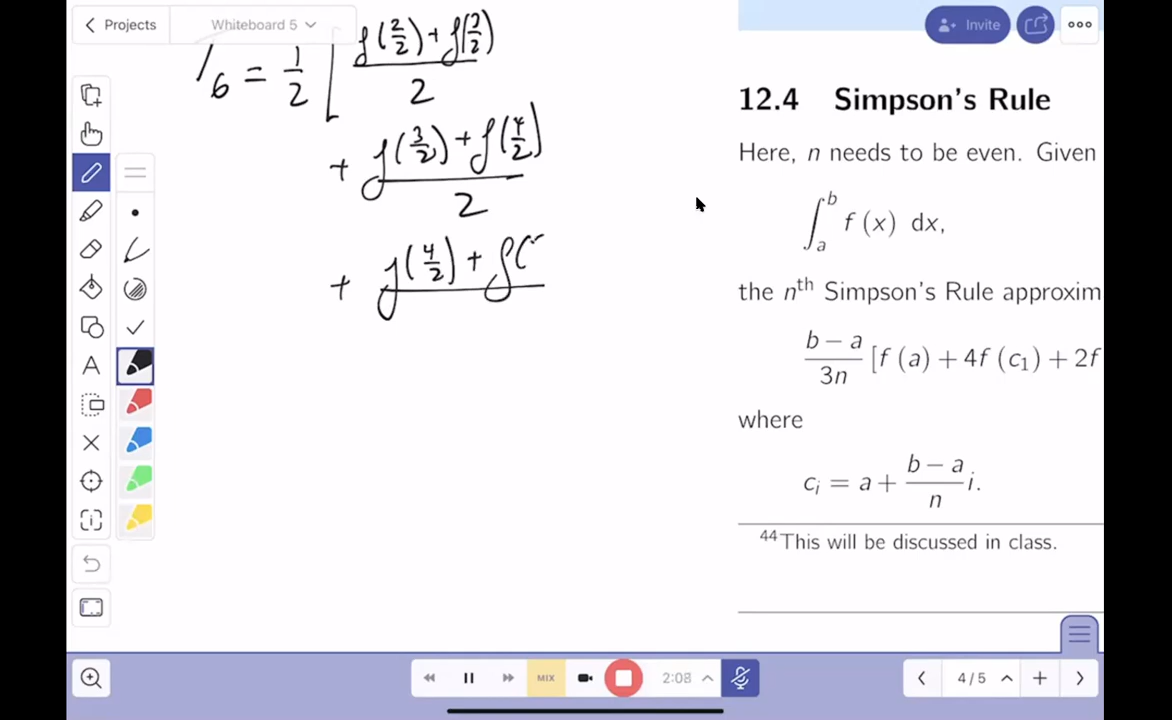 Projects
Whiteboard 5
Invite
T_6 = 1/2 [ (f(2/2) + f(3/2)) / 2
+ (f(3/2) + f(4/2)) / 2
+ f(4/2) + f(
12.4 Simpson's Rule
Here, n needs to be even. Given
∫_a^b f (x) dx,
the n^th Simpson's Rule approxim
(b − a)/(3n) [f (a) + 4f (c_1) + 2f
where
c_i = a + (b − a)/n i.
44 This will be discussed in class.
A
MIX
2:08
4 / 5